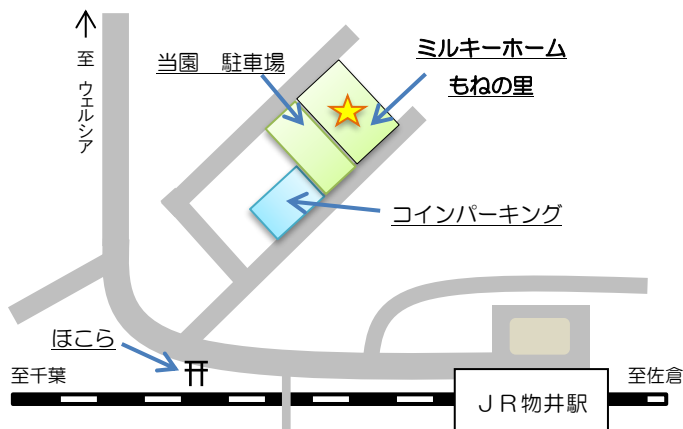 至 ウェルシア
当園 駐車場
ミルキーホーム
もねの里
コインパーキング
ほこら
至千葉
至佐倉
JR物井駅